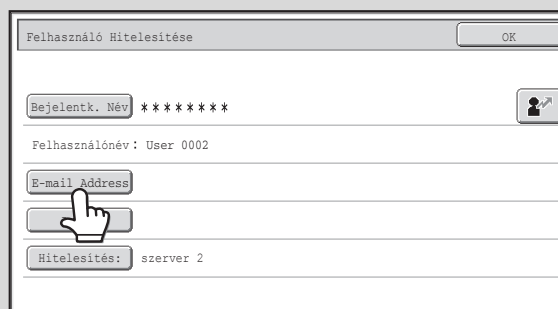 Felhasználó Hitelesítése OK
Bejelentk. Név ********
Felhasználónév: User 0002
E-mail Address
Hitelesítés: szerver 2